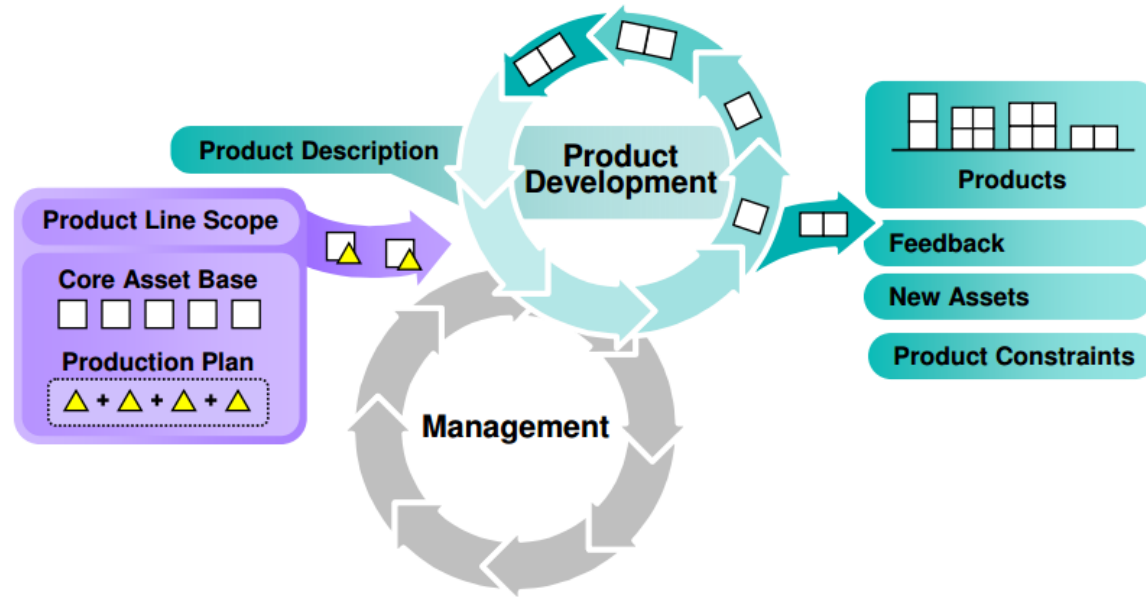 Product Description
Product
Development
Product Line Scope
Core Asset Base
Production Plan
+ + +
Management
Products
Feedback
New Assets
Product Constraints